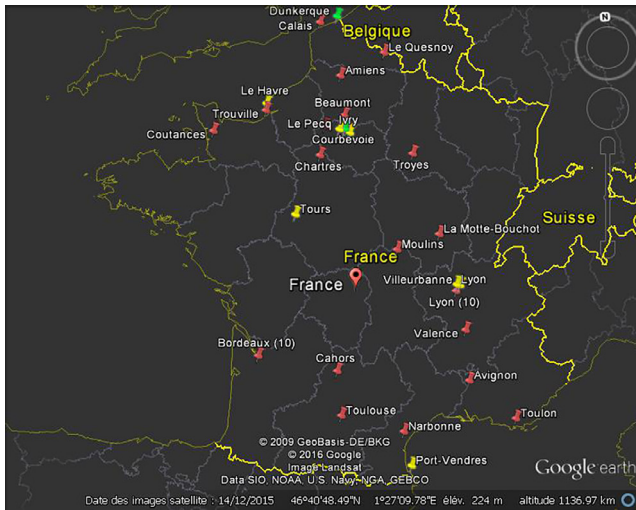 Dunkerque
N
Calais
Belgique
Le Quesnoy
Amiens
Le Havre
Beaumont
Trouville
Le Pecq
Ivry
Coutances
Courbevoie
Chartres
Troyes
Tours
Suisse
La Motte-Bouchot
Moulins
France
Villeurbanne
Lyon
France
Lyon (10)
Valence
Bordeaux (10)
Cahors
Avignon
Toulouse
Toulon
Narbonne
© 2009 GeoBasis-DE/BKG
© 2016 Google
Image Landsat
Port-Vendres
Google earth
Data SIO, NOAA, U.S. Navy, NGA, GEBCO
Date des images satellite : 14/12/2015 46°40'48.49"N 1°27'09.78"E élév. 224 m altitude 1136.97 km